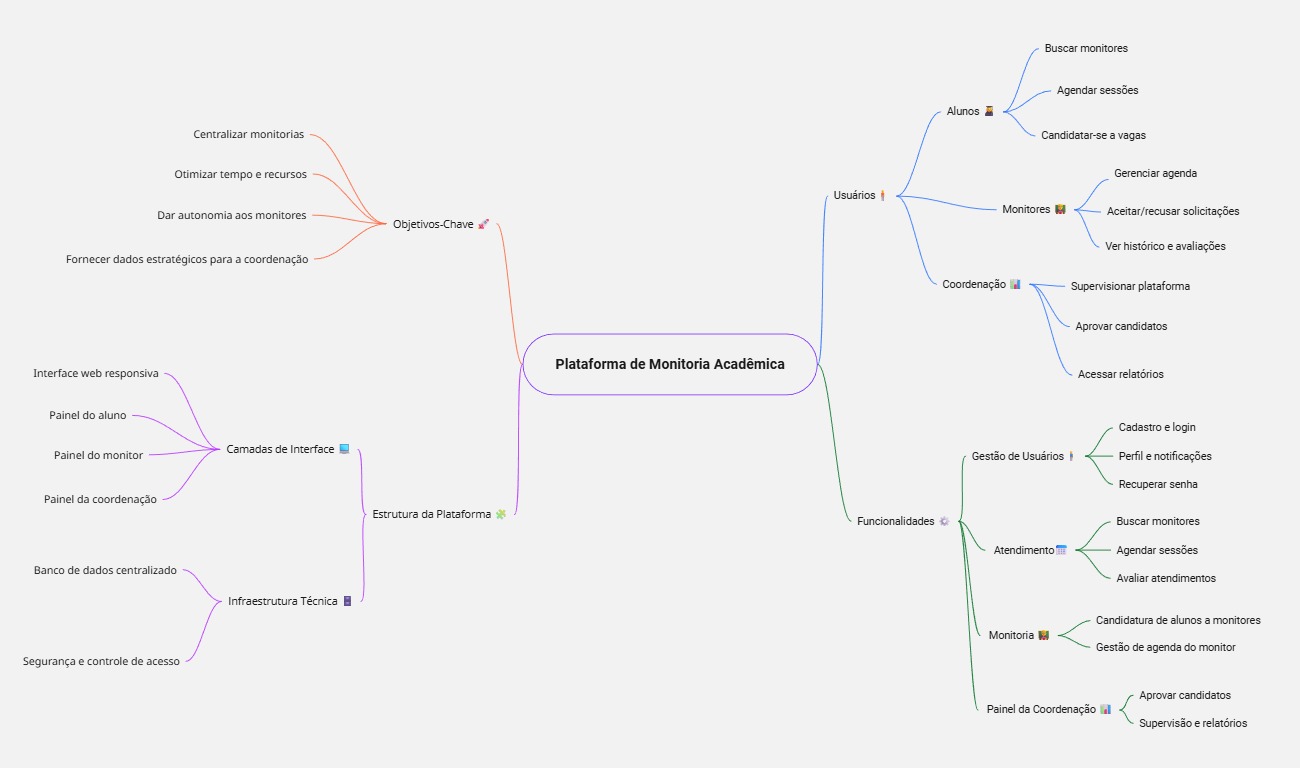 Plataforma de Monitoria Acadêmica
Objetivos-Chave 🚀
Centralizar monitorias
Otimizar tempo e recursos
Dar autonomia aos monitores
Fornecer dados estratégicos para a coordenação
Estrutura da Plataforma 🧩
Camadas de Interface 💻
Interface web responsiva
Painel do aluno
Painel do monitor
Painel da coordenação
Infraestrutura Técnica 🗄️
Banco de dados centralizado
Segurança e controle de acesso
Usuários 🧍
Alunos 👩‍🎓
Buscar monitores
Agendar sessões
Candidatar-se a vagas
Monitores 👩‍🏫
Gerenciar agenda
Aceitar/recusar solicitações
Ver histórico e avaliações
Coordenação 📊
Supervisionar plataforma
Aprovar candidatos
Acessar relatórios
Funcionalidades ⚙️
Gestão de Usuários 🕴️
Cadastro e login
Perfil e notificações
Recuperar senha
Atendimento 📅
Buscar monitores
Agendar sessões
Avaliar atendimentos
Monitoria 👩‍🏫
Candidatura de alunos a monitores
Gestão de agenda do monitor
Painel da Coordenação 📊
Aprovar candidatos
Supervisão e relatórios